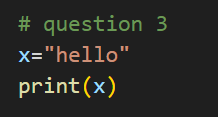 # question 3
x="hello"
print(x)